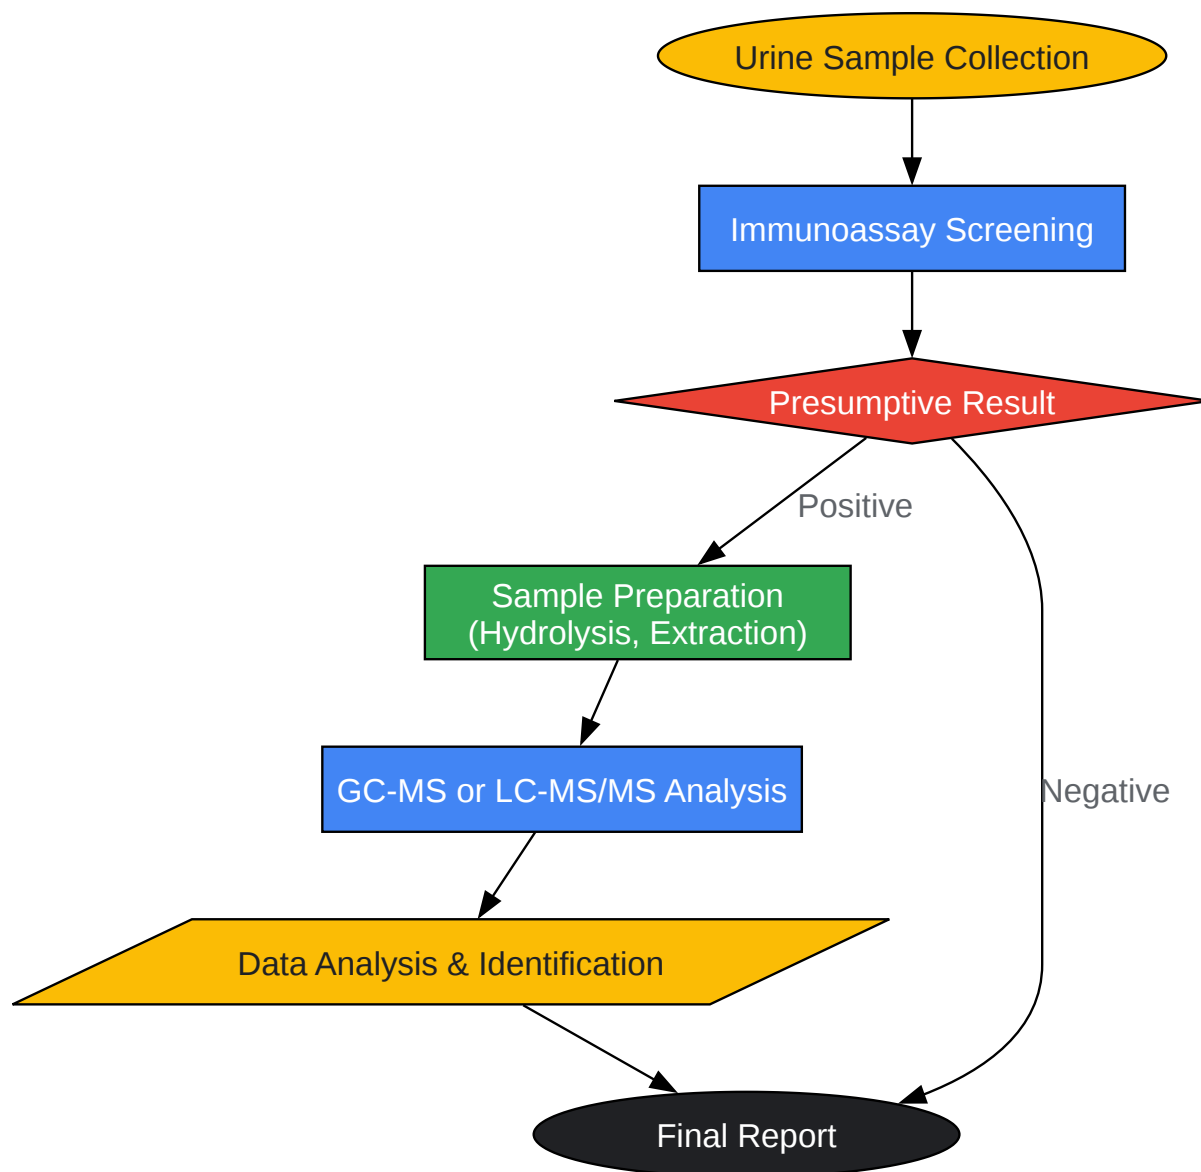 Urine Sample Collection
Immunoassay Screening
Presumptive Result
Positive
Sample Preparation
(Hydrolysis, Extraction)
GC-MS or LC-MS/MS Analysis
Negative
Data Analysis & Identification
Final Report